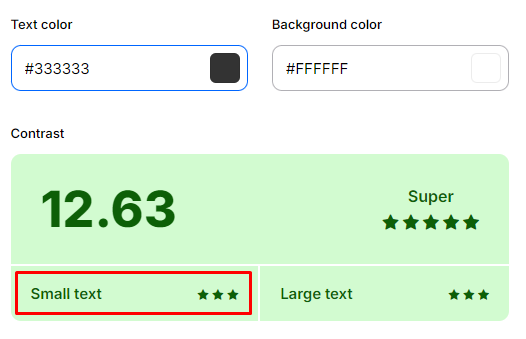 Text color
Background color
#333333
#FFFFFF
Contrast
12.63
Super
Small text
Large text